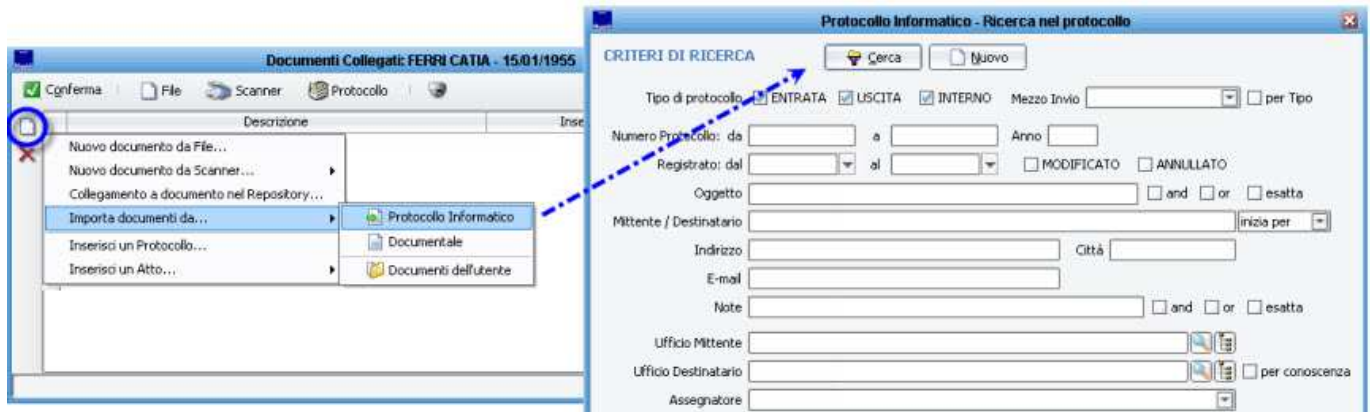 Documenti Collegati: FERRI CATIA - 15/01/1955
Conferma File Scanner Protocollo
Descrizione Inse
Nuovo documento da File...
Nuovo documento da Scanner...
Collegamento a documento nel Repository...
Importa documenti da...
Inserisci un Protocollo...
Inserisci un Atto...
Protocollo Informatico
Documentale
Documenti dell'utente
Protocollo Informatico - Ricerca nel protocollo
CRITERI DI RICERCA Cerca Nuovo
Tipo di protocollo ENTRATA USCITA INTERNO Mezzo Invio per Tipo
Numero Protocollo: da a Anno
Registrato: dal al MODIFICATO ANNULLATO
Oggetto and or esatta
Mittente / Destinatario inizia per
Indirizzo Città
E-mail
Note and or esatta
Ufficio Mittente
Ufficio Destinatario per conoscenza
Assegnatore